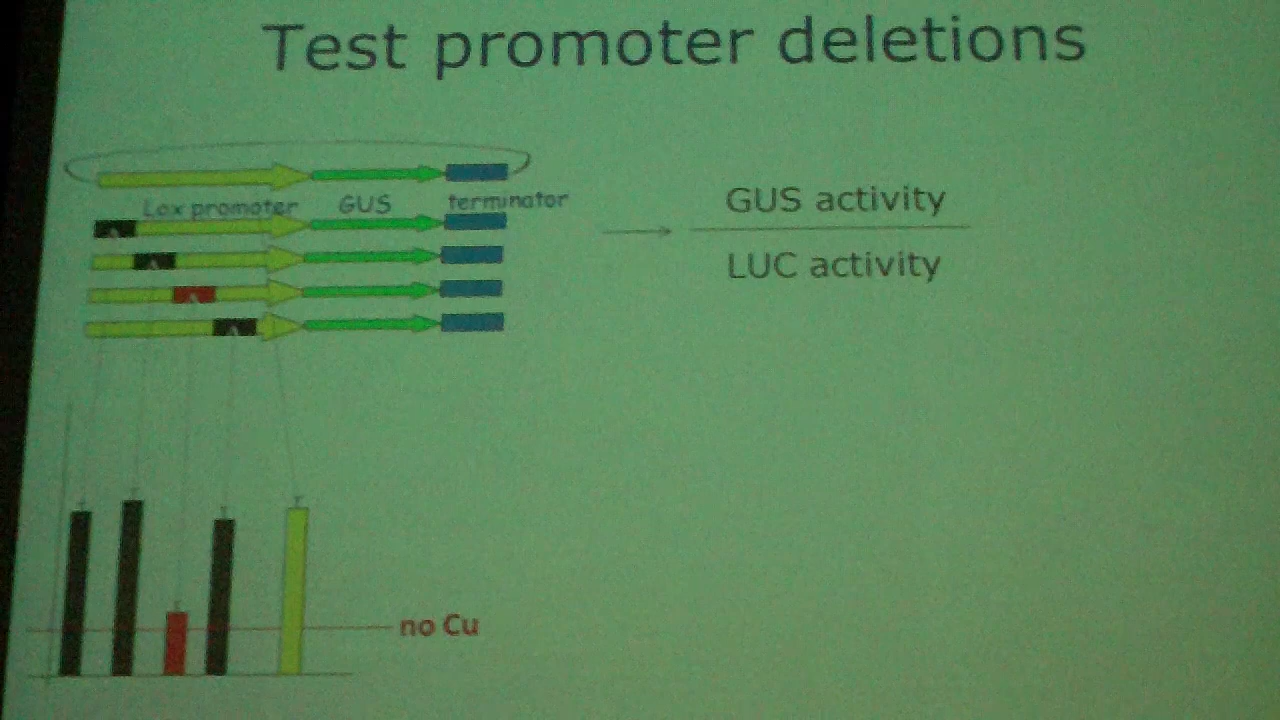 Test promoter deletions
Lox promoter GUS terminator
GUS activity
LUC activity
no Cu